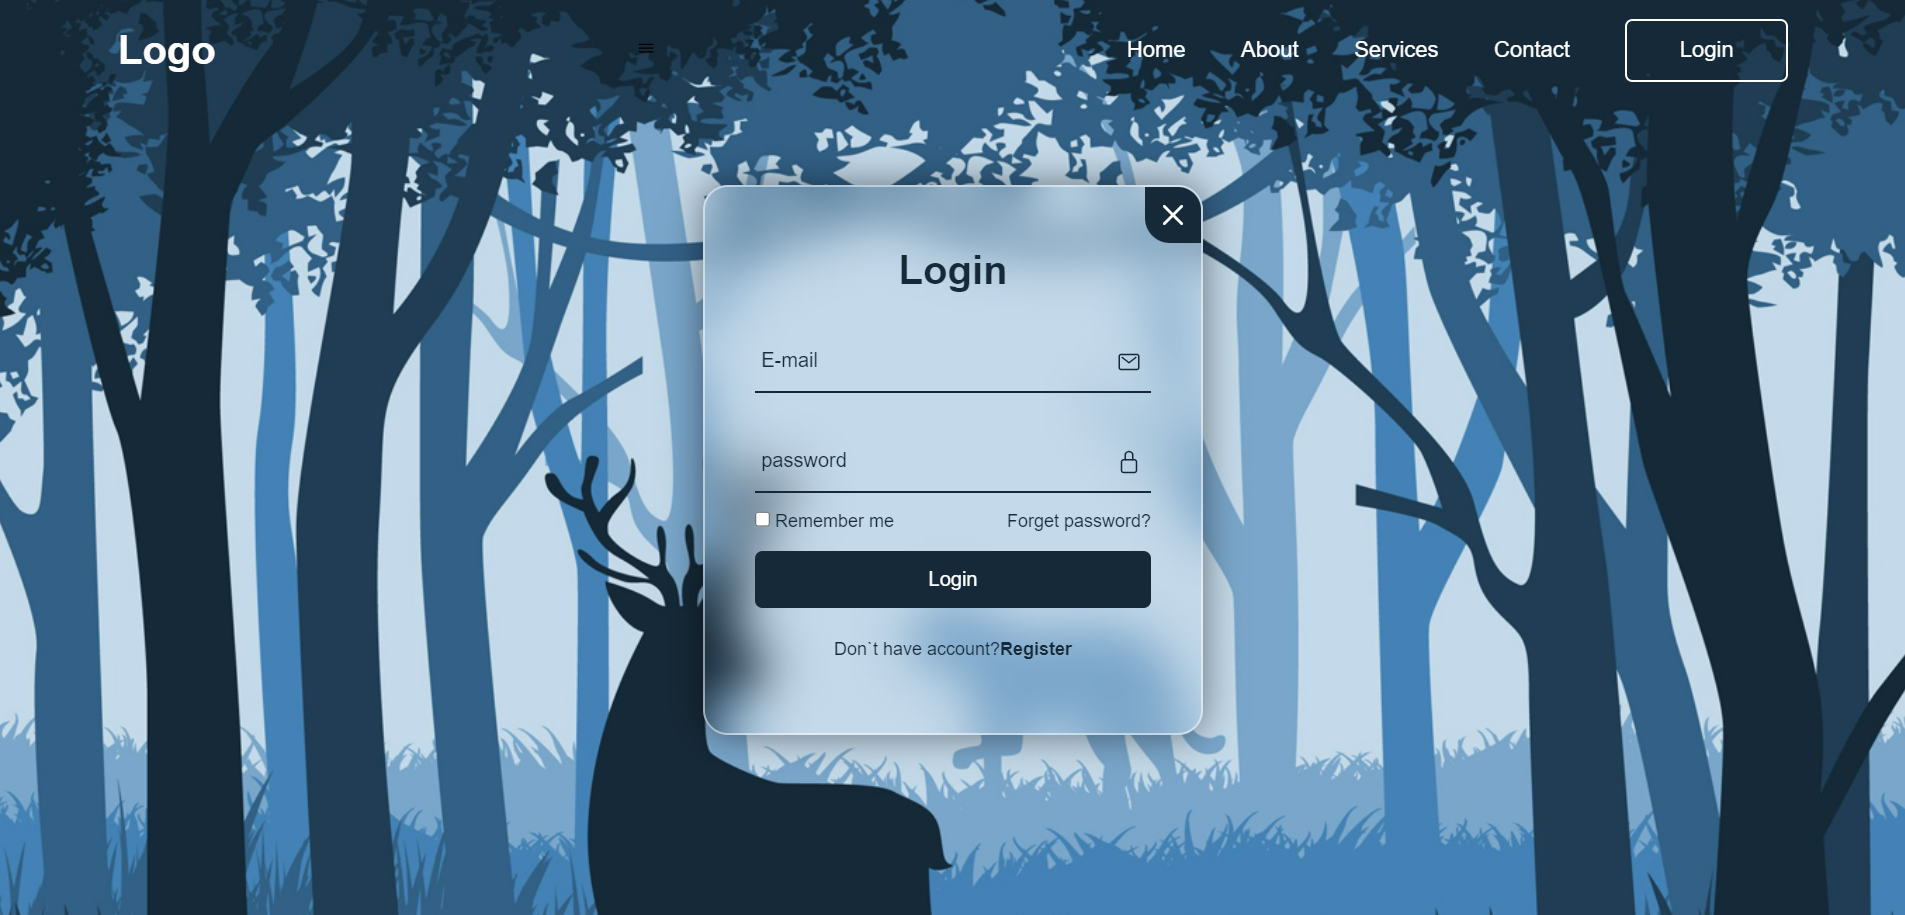 Logo
Home About Services Contact Login
Login
E-mail
password
Remember me Forget password?
Login
Don`t have account?Register